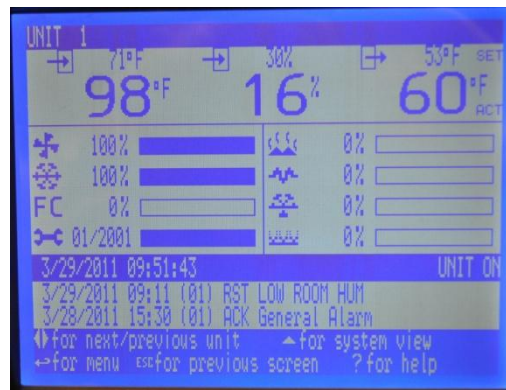 UNIT 1
71°F 30% 53°F SET
98°F 16% 60°F ACT
100% 0%
100% 0%
FC 0% 0%
01/2001 0%
3/29/2011 09:51:43 UNIT ON
3/29/2011 09:11 (01) RST LOW ROOM HUM
3/28/2011 15:30 (01) ACK General Alarm
for next/previous unit for system view
for menu ESC for previous screen ? for help